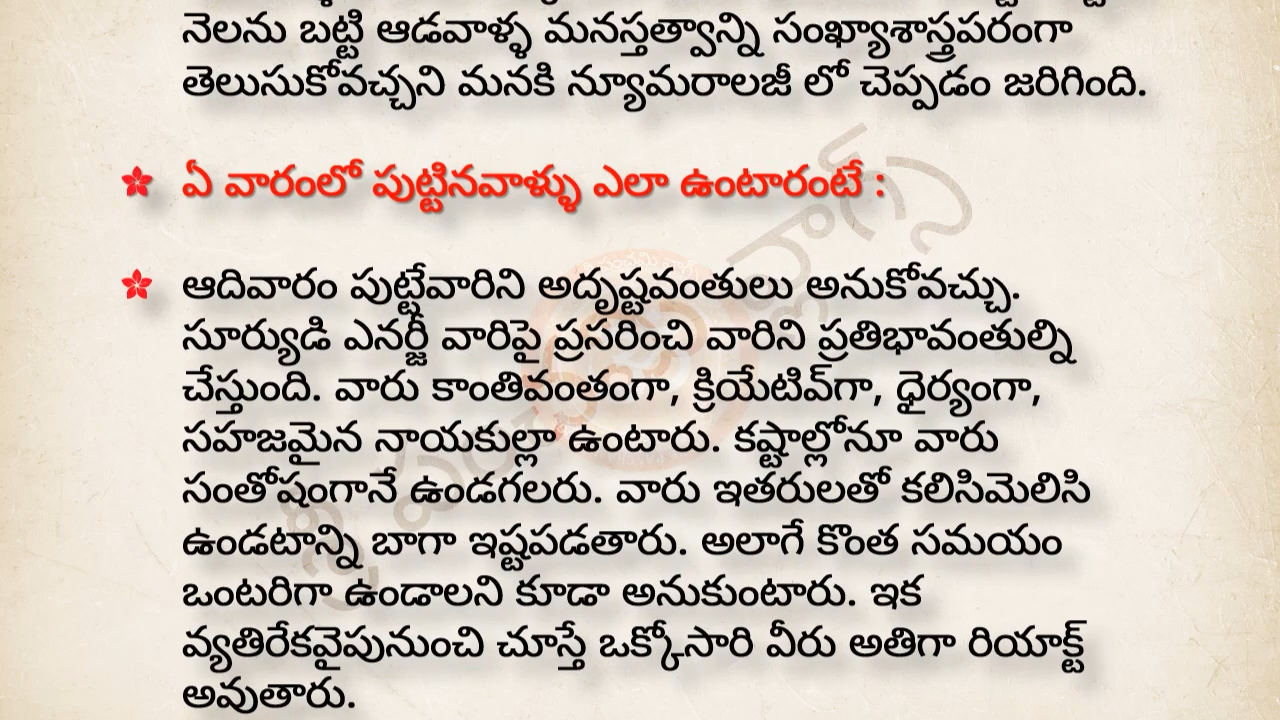 నెలను బట్టి ఆడవాళ్ళ మనస్తత్వాన్ని సంఖ్యాశాస్త్రపరంగా
తెలుసుకోవచ్చని మనకి న్యూమరాలజీ లో చెప్పడం జరిగింది.
ఏ వారంలో పుట్టినవాళ్ళు ఎలా ఉంటారంటే :
ఆదివారం పుట్టేవారిని అదృష్టవంతులు అనుకోవచ్చు.
సూర్యుడి ఎనర్జీ వారిపై ప్రసరించి వారిని ప్రతిభావంతుల్ని
చేస్తుంది. వారు కాంతివంతంగా, క్రియేటివ్‌గా, ధైర్యంగా,
సహజమైన నాయకుల్లా ఉంటారు. కష్టాల్లోనూ వారు
సంతోషంగానే ఉండగలరు. వారు ఇతరులతో కలిసిమెలిసి
ఉండటాన్ని బాగా ఇష్టపడతారు. అలాగే కొంత సమయం
ఒంటరిగా ఉండాలని కూడా అనుకుంటారు. ఇక
వ్యతిరేకవైపునుంచి చూస్తే ఒక్కోసారి వీరు అతిగా రియాక్ట్
అవుతారు.